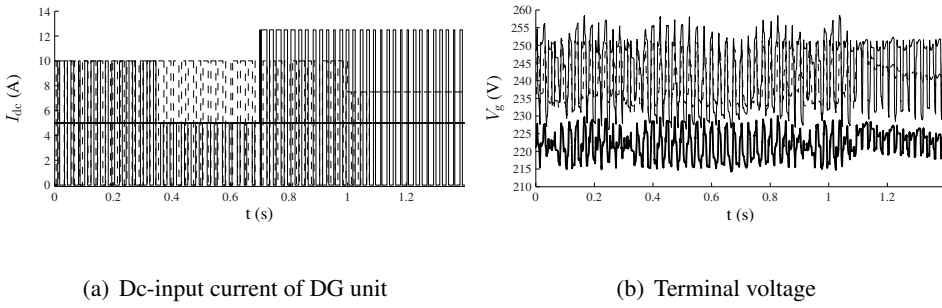 14
12
10
8
6
4
2
0
I_dc (A)
0 0.2 0.4 0.6 0.8 1 1.2
t (s)
(a) Dc-input current of DG unit
260
255
250
245
240
235
230
225
220
215
210
V_g (V)
0 0.2 0.4 0.6 0.8 1 1.2
t (s)
(b) Terminal voltage